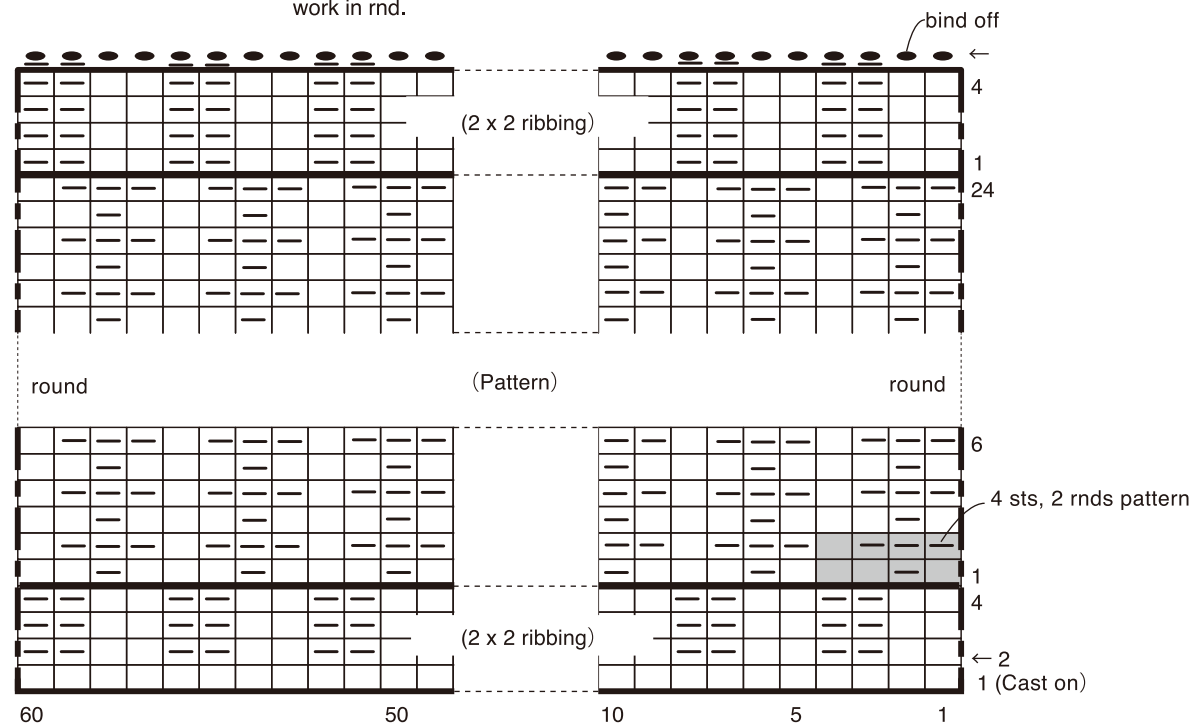 work in rnd.
bind off
←
4
(2 x 2 ribbing)
1
24
round
(Pattern)
round
6
4 sts, 2 rnds pattern
1
4
(2 x 2 ribbing)
← 2
1 (Cast on)
60 50 10 5 1